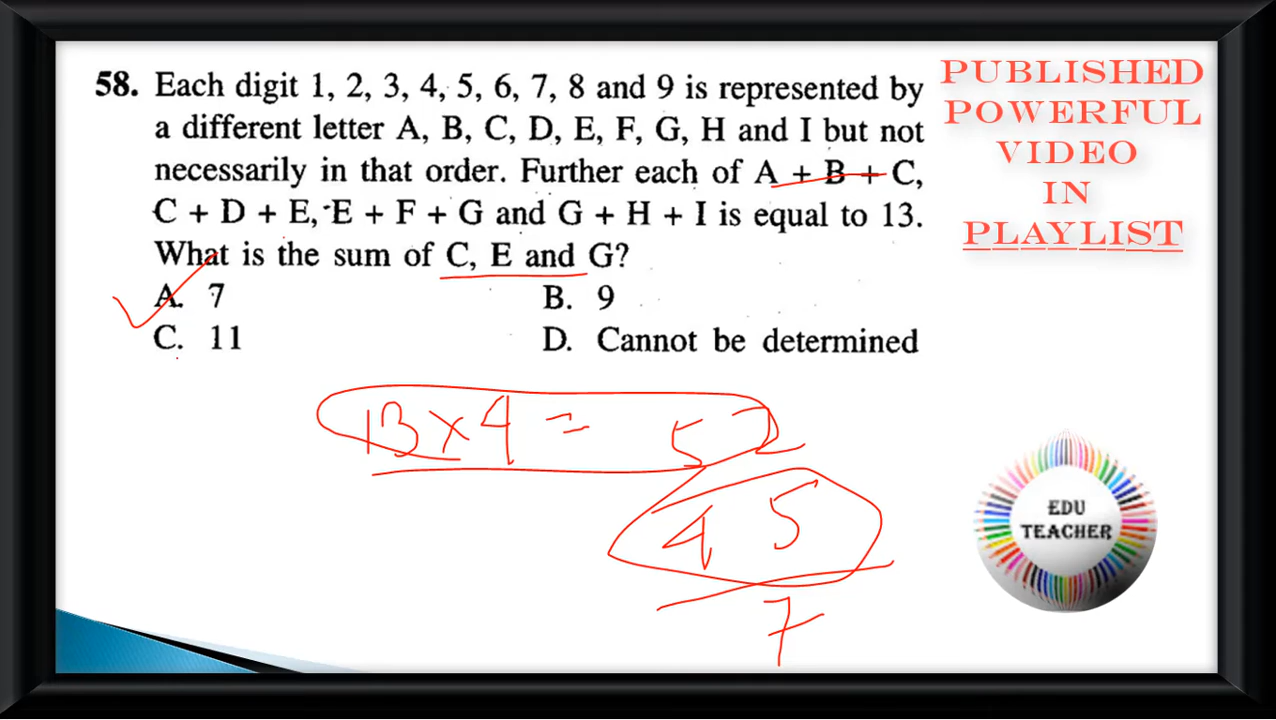 58. Each digit 1, 2, 3, 4, 5, 6, 7, 8 and 9 is represented by
a different letter A, B, C, D, E, F, G, H and I but not
necessarily in that order. Further each of A + B + C,
C + D + E, E + F + G and G + H + I is equal to 13.
What is the sum of C, E and G?
A. 7
B. 9
C. 11
D. Cannot be determined
13 × 4 = 52
45
7
PUBLISHED
POWERFUL
VIDEO
IN
PLAYLIST
EDU
TEACHER